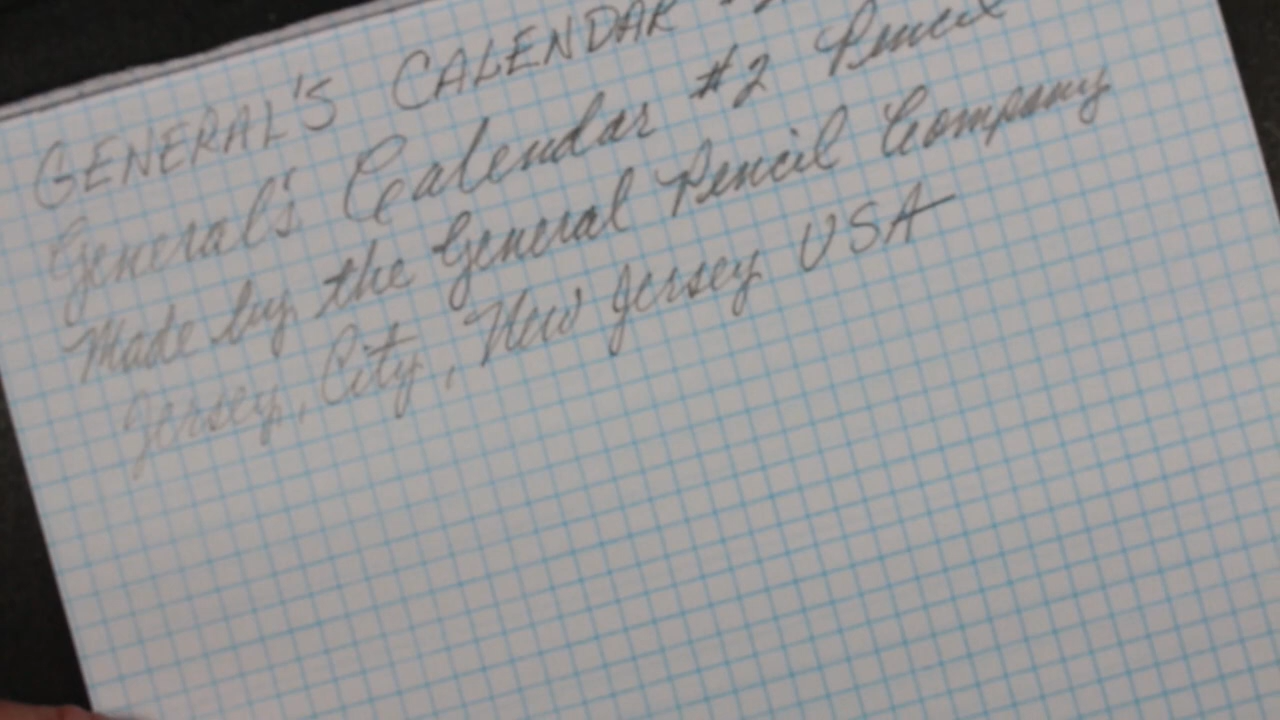 GENERAL'S CALENDAR
General's Calendar #2 Pencil
Made by the General Pencil Company
Jersey, City, New Jersey USA